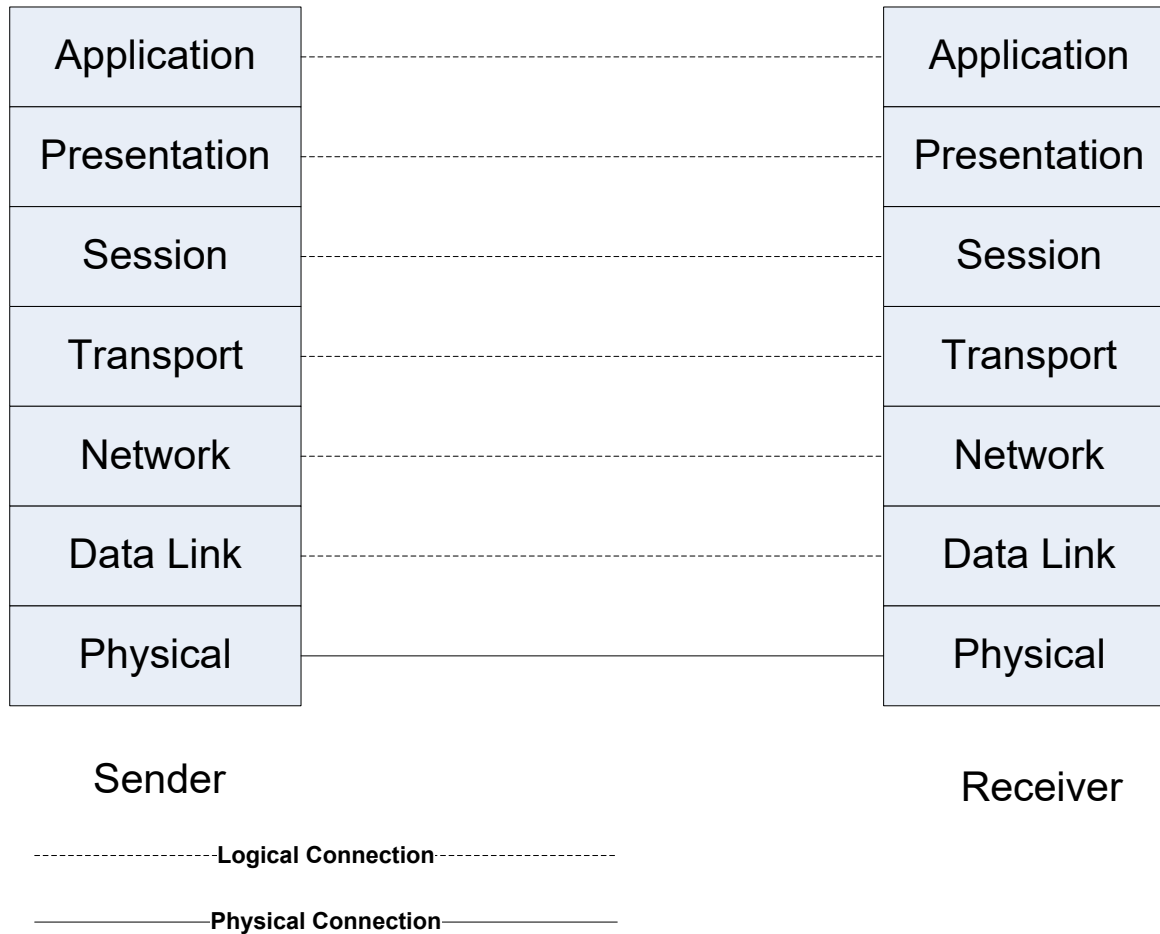 Application
Presentation
Session
Transport
Network
Data Link
Physical
Sender
Application
Presentation
Session
Transport
Network
Data Link
Physical
Receiver
Logical Connection
Physical Connection